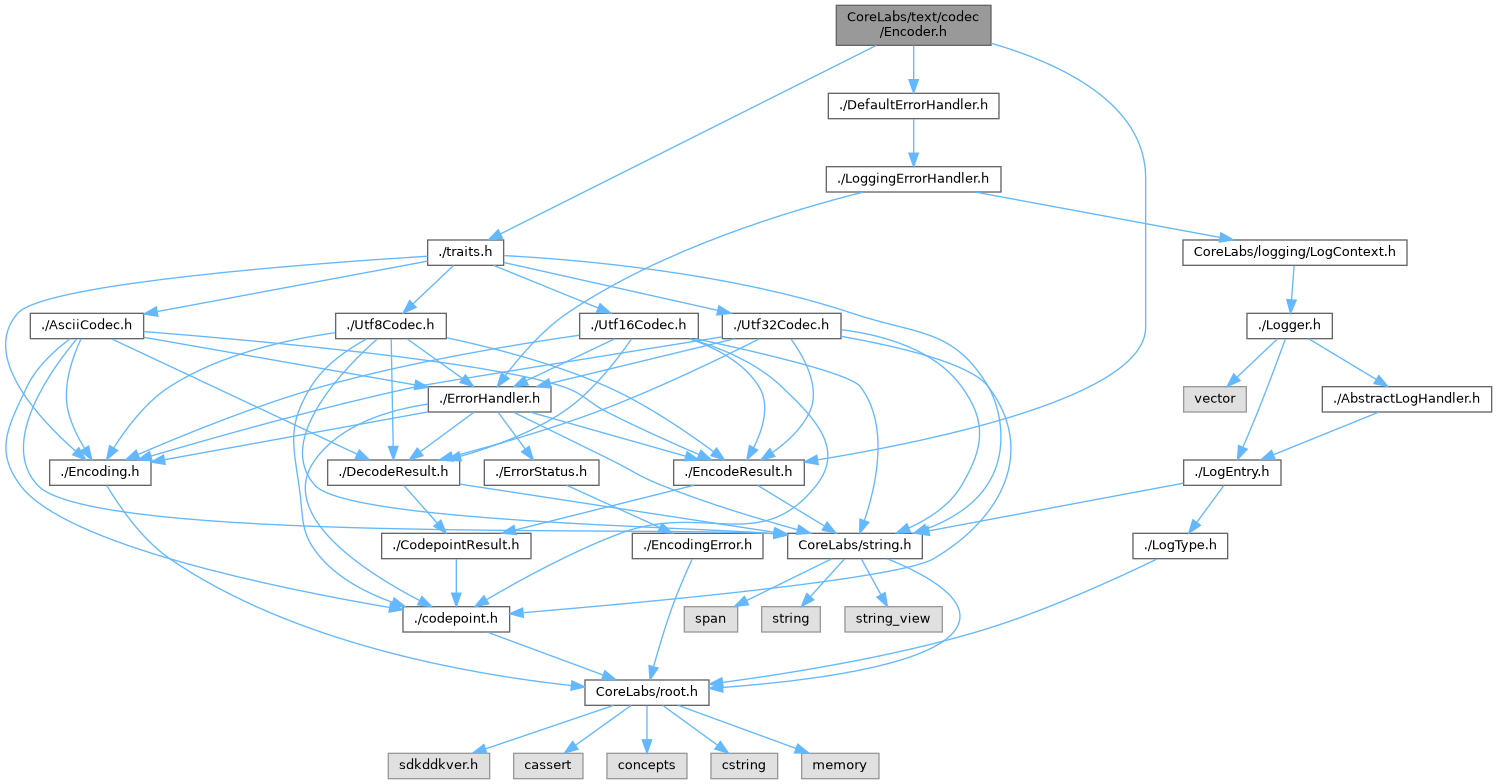 CoreLabs/text/codec
/Encoder.h
./DefaultErrorHandler.h
./LoggingErrorHandler.h
./traits.h
CoreLabs/logging/LogContext.h
./AsciiCodec.h
./Utf8Codec.h
./Utf16Codec.h
./Utf32Codec.h
./Logger.h
./ErrorHandler.h
vector
./AbstractLogHandler.h
./Encoding.h
./DecodeResult.h
./ErrorStatus.h
./EncodeResult.h
./LogEntry.h
./CodepointResult.h
./EncodingError.h
CoreLabs/string.h
./LogType.h
./codepoint.h
span
string
string_view
CoreLabs/root.h
sdkddkver.h
cassert
concepts
cstring
memory